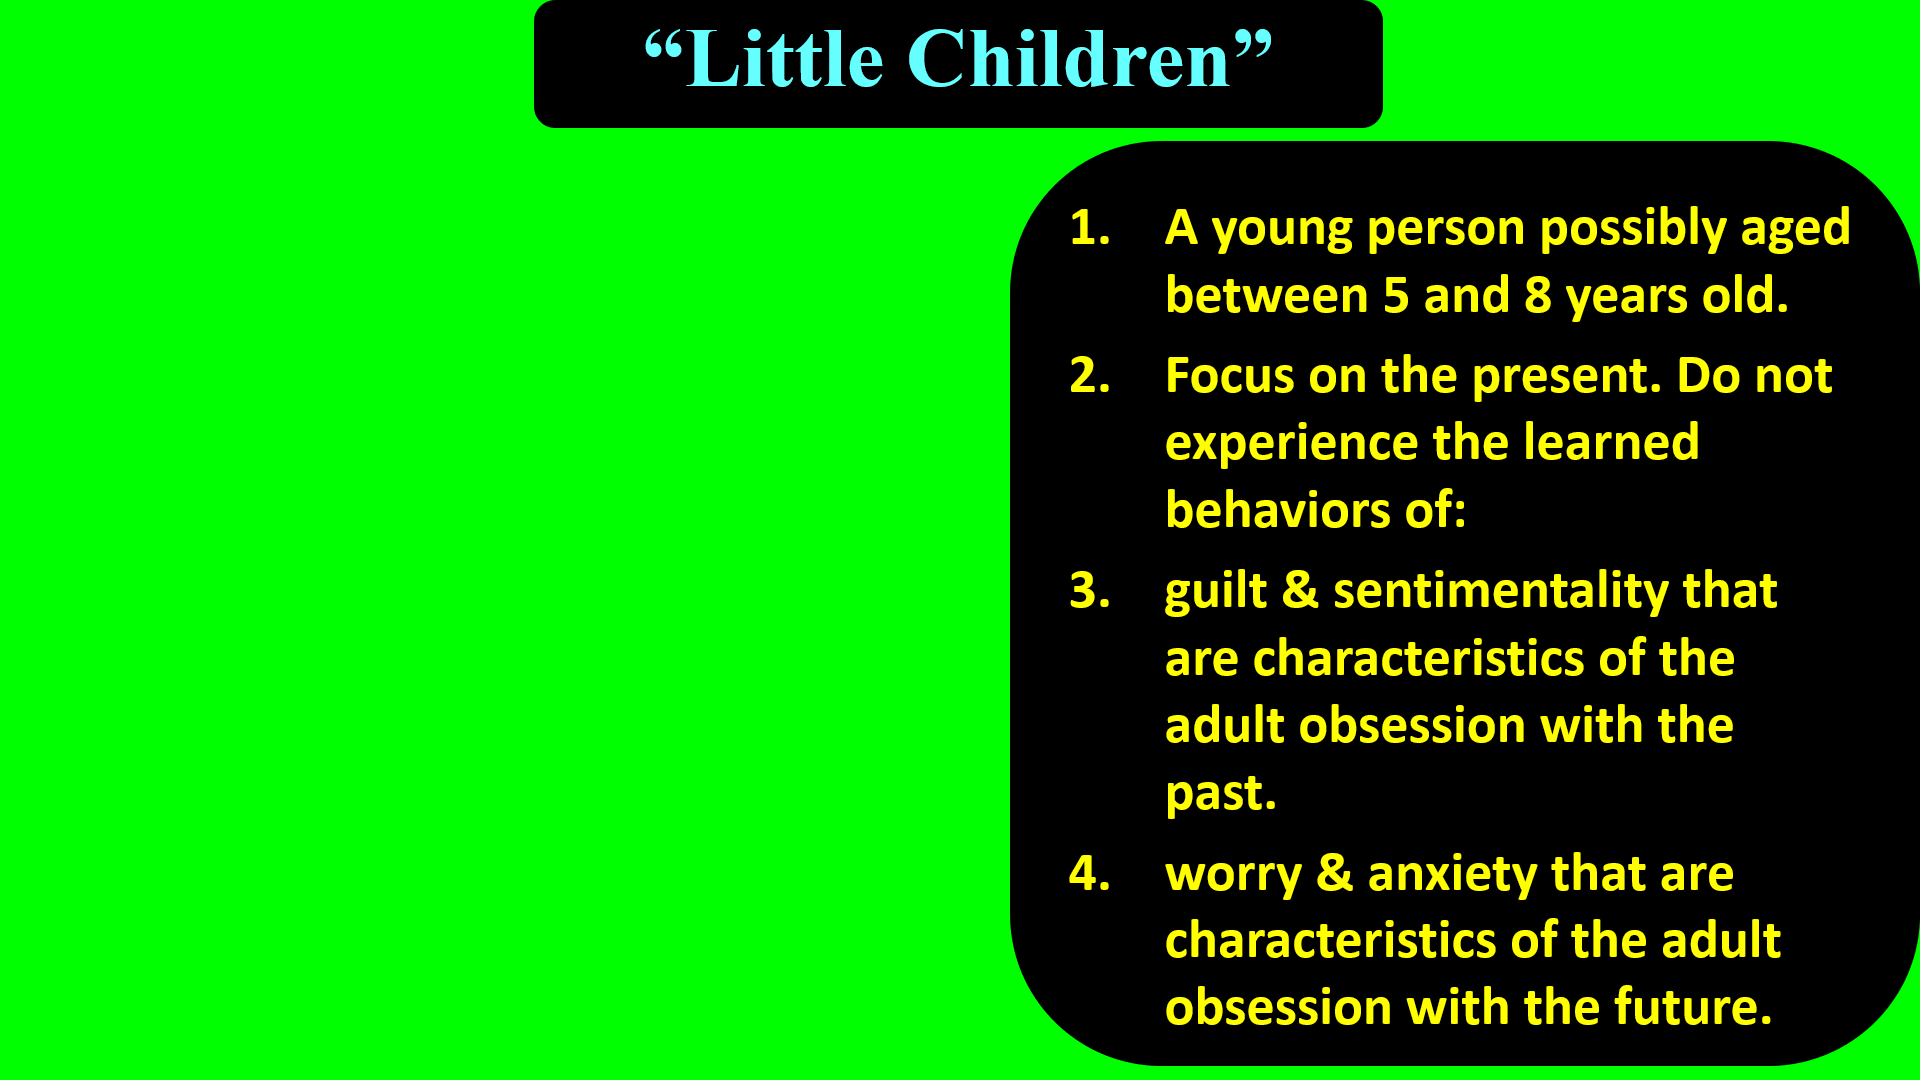 “Little Children”
1. A young person possibly aged
between 5 and 8 years old.
2. Focus on the present. Do not
experience the learned
behaviors of:
3. guilt & sentimentality that
are characteristics of the
adult obsession with the
past.
4. worry & anxiety that are
characteristics of the adult
obsession with the future.